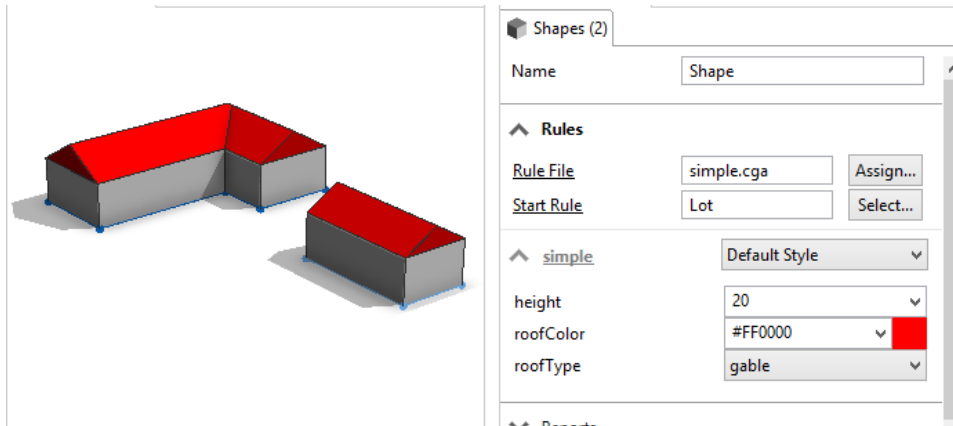 Shapes (2)
Name Shape
Rules
Rule File simple.cga Assign...
Start Rule Lot Select...
simple Default Style
height 20
roofColor #FF0000
roofType gable
Reports